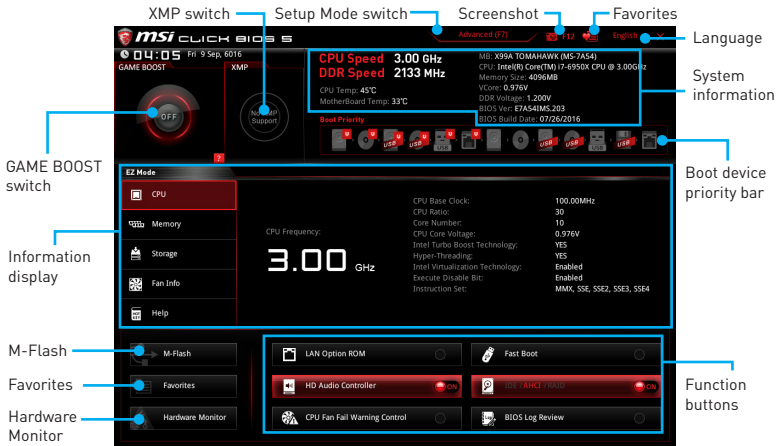 XMP switch
Setup Mode switch
Screenshot
Favorites
msi CLICK BIOS 5
Advanced (F7)
F12
English
X
Language
04:05 Fri 9 Sep, 6016
GAME BOOST
XMP
OFF
No XMP
Support
?
CPU Speed 3.00 GHz
DDR Speed 2133 MHz
CPU Temp: 45°C
MotherBoard Temp: 33°C
MB: X99A TOMAHAWK (MS-7A54)
CPU: Intel(R) Core(TM) i7-6950X CPU @ 3.00GHz
Memory Size: 4096MB
VCore: 0.976V
DDR Voltage: 1.200V
BIOS Ver: E7A54IMS.203
BIOS Build Date: 07/26/2016
System
information
Boot Priority
U U USB U USB U USB U U USB USB USB USB
GAME BOOST
switch
Boot device
priority bar
EZ Mode
CPU
Memory
Storage
Fan Info
Help
Information
display
CPU Frequency:
3.00 GHz
CPU Base Clock: 100.00MHz
CPU Ratio: 30
Core Number: 10
CPU Core Voltage: 0.976V
Intel Turbo Boost Technology: YES
Hyper-Threading: YES
Intel Virtualization Technology: Enabled
Execute Disable Bit: Enabled
Instruction Set: MMX, SSE, SSE2, SSE3, SSE4
M-Flash
Favorites
Hardware
Monitor
M-Flash
Favorites
Hardware Monitor
LAN Option ROM
Fast Boot
HD Audio Controller ON
IDE / AHCI / RAID ON
CPU Fan Fail Warning Control
BIOS Log Review
Function
buttons